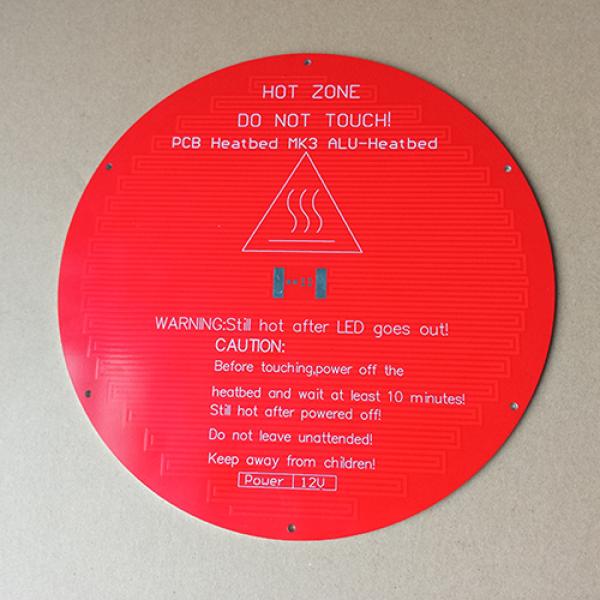 HOT ZONE
DO NOT TOUCH!
PCB Heatbed MK3 ALU-Heatbed
WARNING:Still hot after LED goes out!
CAUTION:
Before touching,power off the
heatbed and wait at least 10 minutes!
Still hot after powered off!
Do not leave unattended!
Keep away from children!
Power 12V